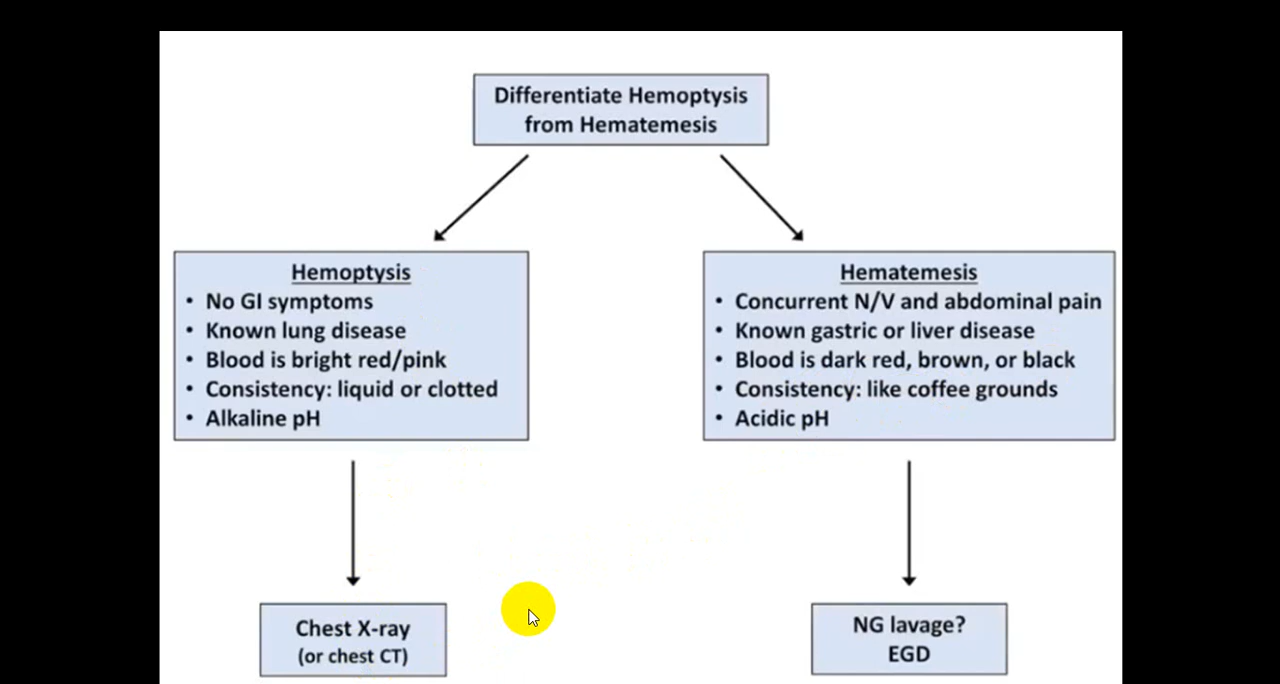 Differentiate Hemoptysis
from Hematemesis
Hemoptysis
• No GI symptoms
• Known lung disease
• Blood is bright red/pink
• Consistency: liquid or clotted
• Alkaline pH
Hematemesis
• Concurrent N/V and abdominal pain
• Known gastric or liver disease
• Blood is dark red, brown, or black
• Consistency: like coffee grounds
• Acidic pH
Chest X-ray
(or chest CT)
NG lavage?
EGD